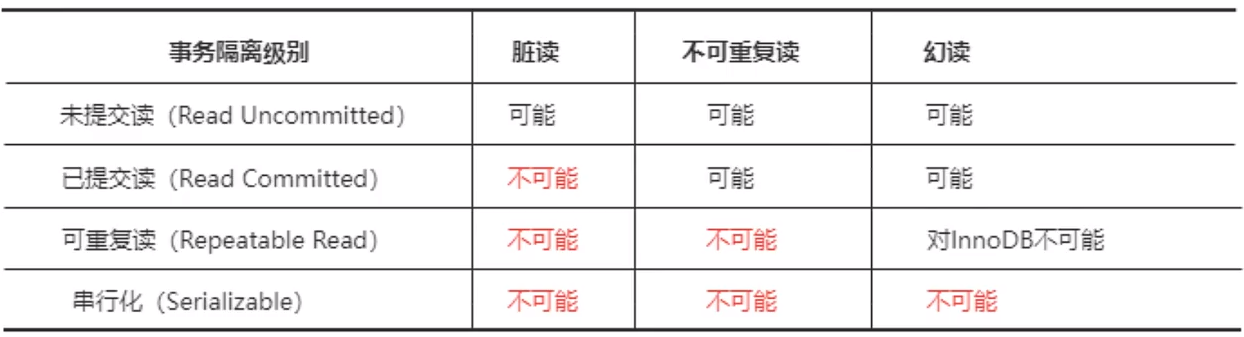 事务隔离级别 脏读 不可重复读 幻读
未提交读（Read Uncommitted） 可能 可能 可能
已提交读（Read Committed） 不可能 可能 可能
可重复读（Repeatable Read） 不可能 不可能 对InnoDB不可能
串行化（Serializable） 不可能 不可能 不可能